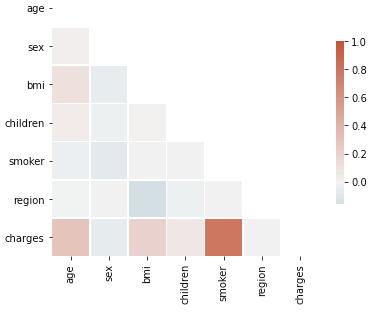 age
sex
bmi
children
smoker
region
charges
age
sex
bmi
children
smoker
region
charges
1.0
0.8
0.6
0.4
0.2
0.0